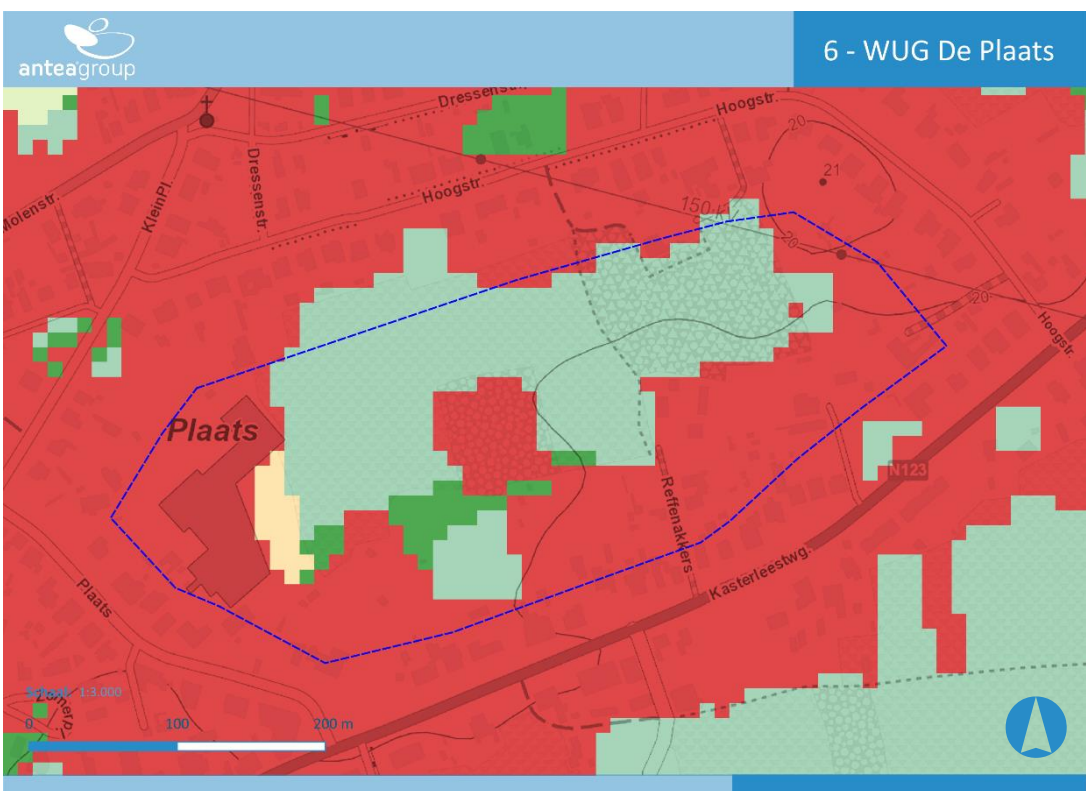 anteagroup
6 - WUG De Plaats
Dressenstr.
Hoogstr.
20
21
Molenstr.
KleinPl.
Dressenstr.
Hoogstr.
150-kV
20
20
Hoogstr.
Plaats
N123
Reffenakkers
Kasterleestwg.
Plaats
Schaal: 1:3.000
0 100 200 m